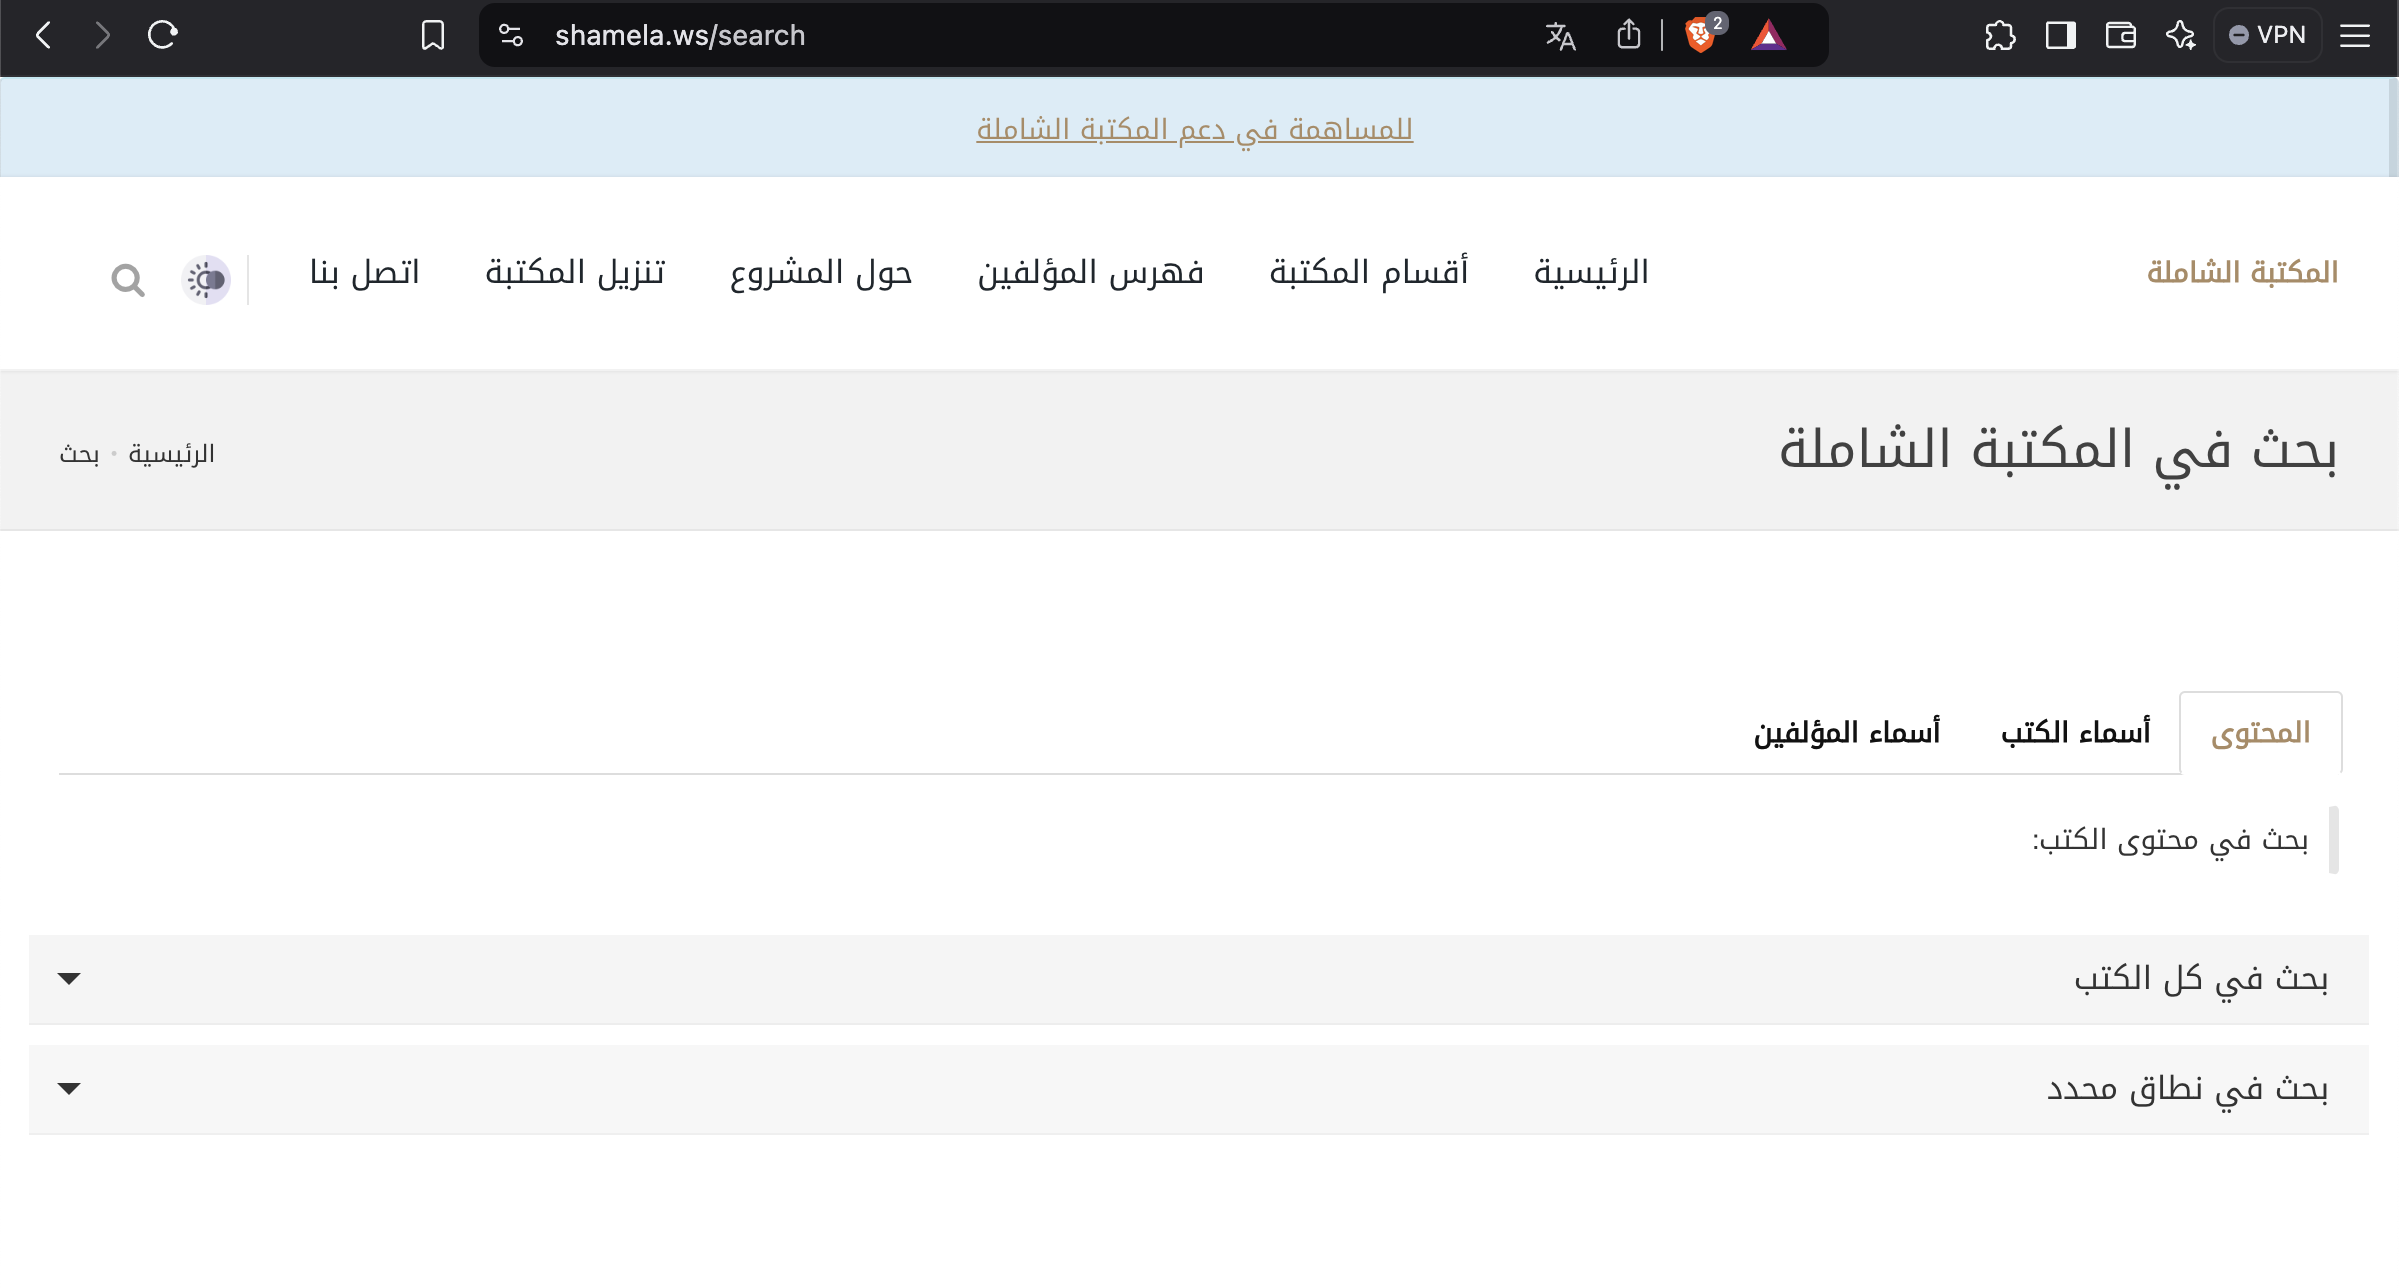 shamela.ws/search
2
VPN
للمساهمة في دعم المكتبة الشاملة
المكتبة الشاملة
الرئيسية أقسام المكتبة فهرس المؤلفين حول المشروع تنزيل المكتبة اتصل بنا
بحث في المكتبة الشاملة
الرئيسية • بحث
المحتوى أسماء الكتب أسماء المؤلفين
بحث في محتوى الكتب:
بحث في كل الكتب
بحث في نطاق محدد